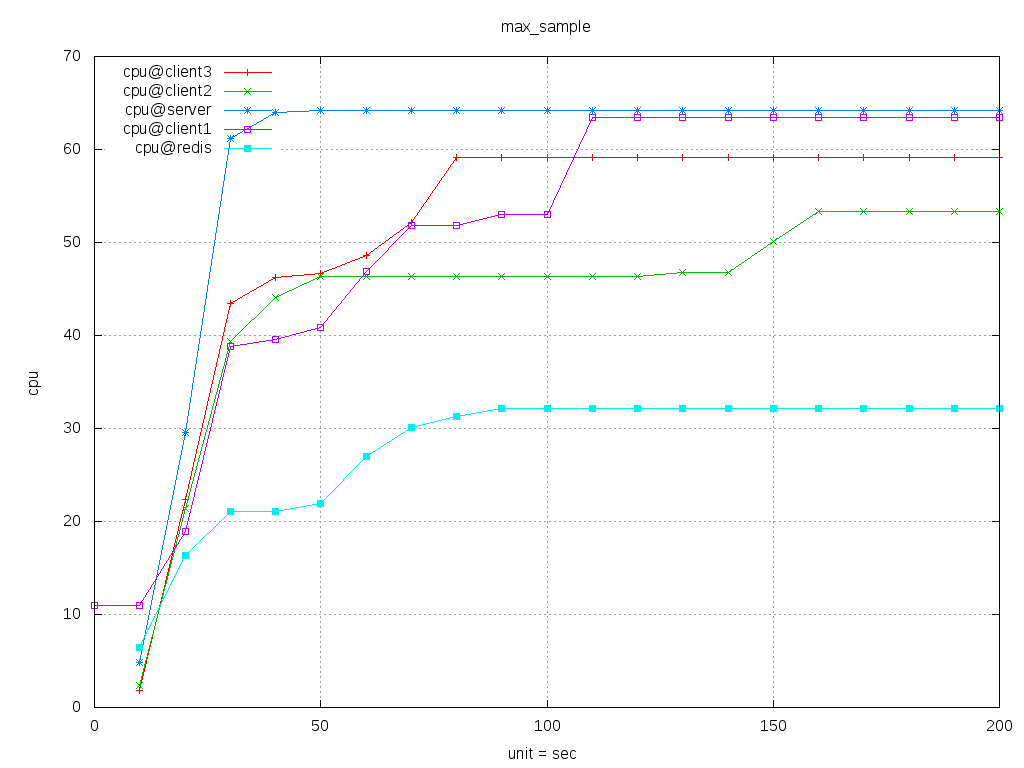 max_sample
70
60
50
40
30
20
10
0
cpu@client3
cpu@client2
cpu@server
cpu@client1
cpu@redis
cpu
0 50 100 150 200
unit = sec